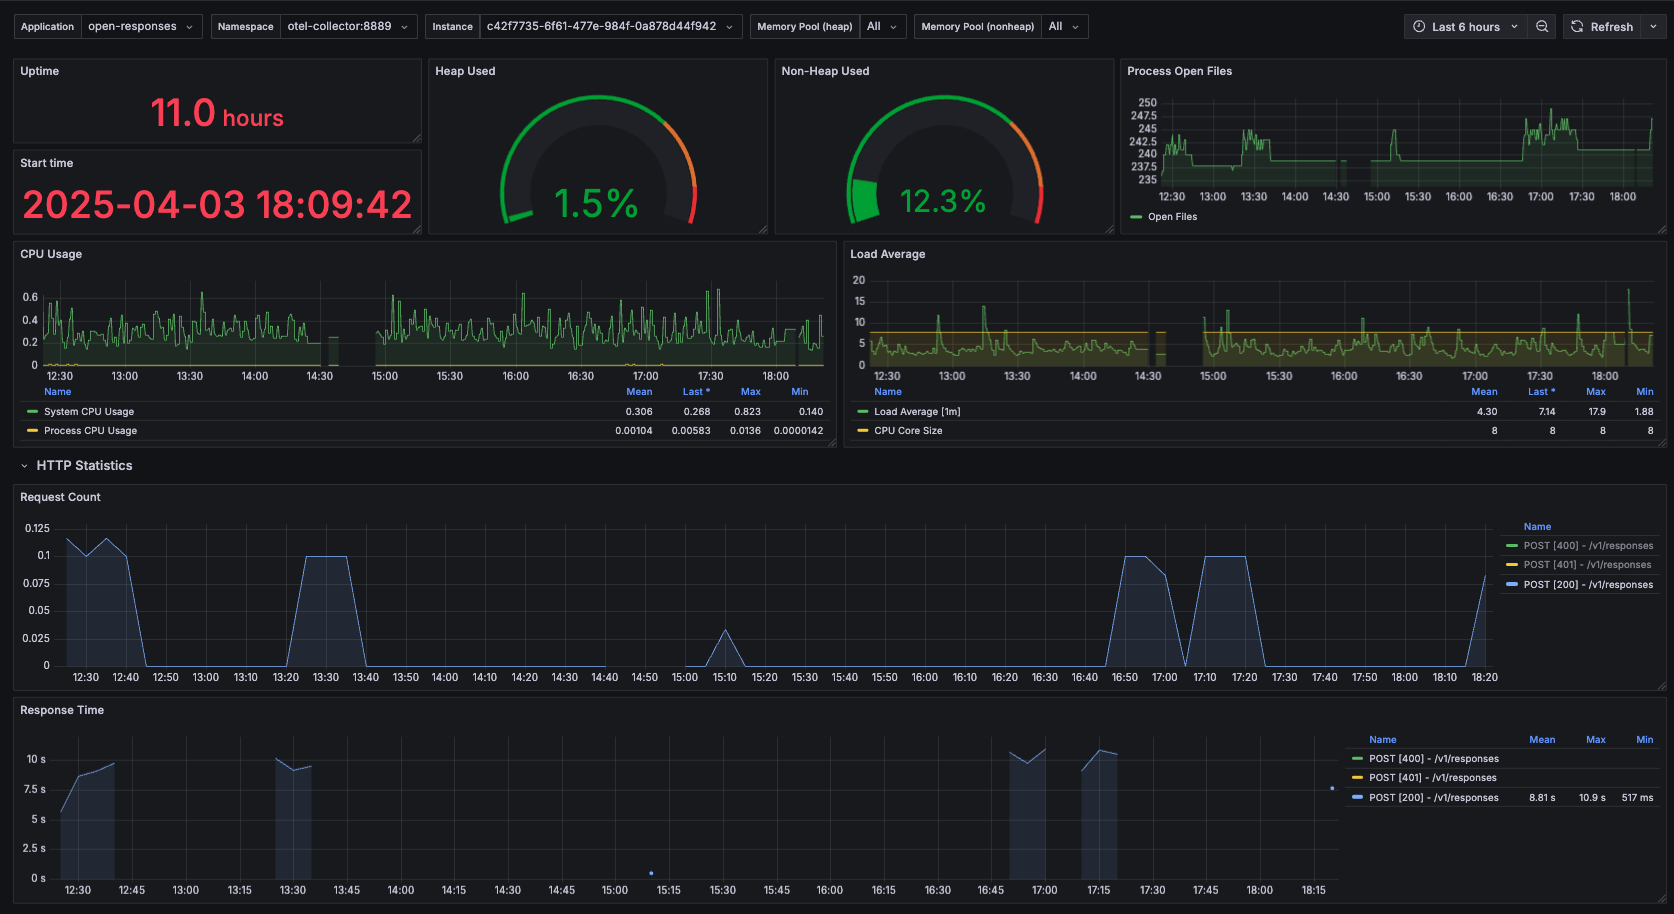 Application open-responses Namespace otel-collector:8889 Instance c42f7735-6f61-477e-984f-0a878d44f942 Memory Pool (heap) All Memory Pool (nonheap) All Last 6 hours Refresh
Uptime
11.0 hours
Start time
2025-04-03 18:09:42
Heap Used
1.5%
Non-Heap Used
12.3%
Process Open Files
250
247.5
245
242.5
240
237.5
235
12:30 13:00 13:30 14:00 14:30 15:00 15:30 16:00 16:30 17:00 17:30 18:00
Open Files
CPU Usage
0.6
0.4
0.2
0
12:30 13:00 13:30 14:00 14:30 15:00 15:30 16:00 16:30 17:00 17:30 18:00
Name Mean Last * Max Min
System CPU Usage 0.306 0.268 0.823 0.140
Process CPU Usage 0.00104 0.00583 0.0136 0.0000142
Load Average
20
15
10
5
0
12:30 13:00 13:30 14:00 14:30 15:00 15:30 16:00 16:30 17:00 17:30 18:00
Name Mean Last * Max Min
Load Average [1m] 4.30 7.14 17.9 1.88
CPU Core Size 8 8 8 8
HTTP Statistics
Request Count
0.125
0.1
0.075
0.05
0.025
0
12:30 12:40 12:50 13:00 13:10 13:20 13:30 13:40 13:50 14:00 14:10 14:20 14:30 14:40 14:50 15:00 15:10 15:20 15:30 15:40 15:50 16:00 16:10 16:20 16:30 16:40 16:50 17:00 17:10 17:20 17:30 17:40 17:50 18:00 18:10 18:20
Name
POST [400] - /v1/responses
POST [401] - /v1/responses
POST [200] - /v1/responses
Response Time
10 s
7.5 s
5 s
2.5 s
0 s
12:30 12:45 13:00 13:15 13:30 13:45 14:00 14:15 14:30 14:45 15:00 15:15 15:30 15:45 16:00 16:15 16:30 16:45 17:00 17:15 17:30 17:45 18:00 18:15
Name Mean Max Min
POST [400] - /v1/responses
POST [401] - /v1/responses
POST [200] - /v1/responses 8.81 s 10.9 s 517 ms